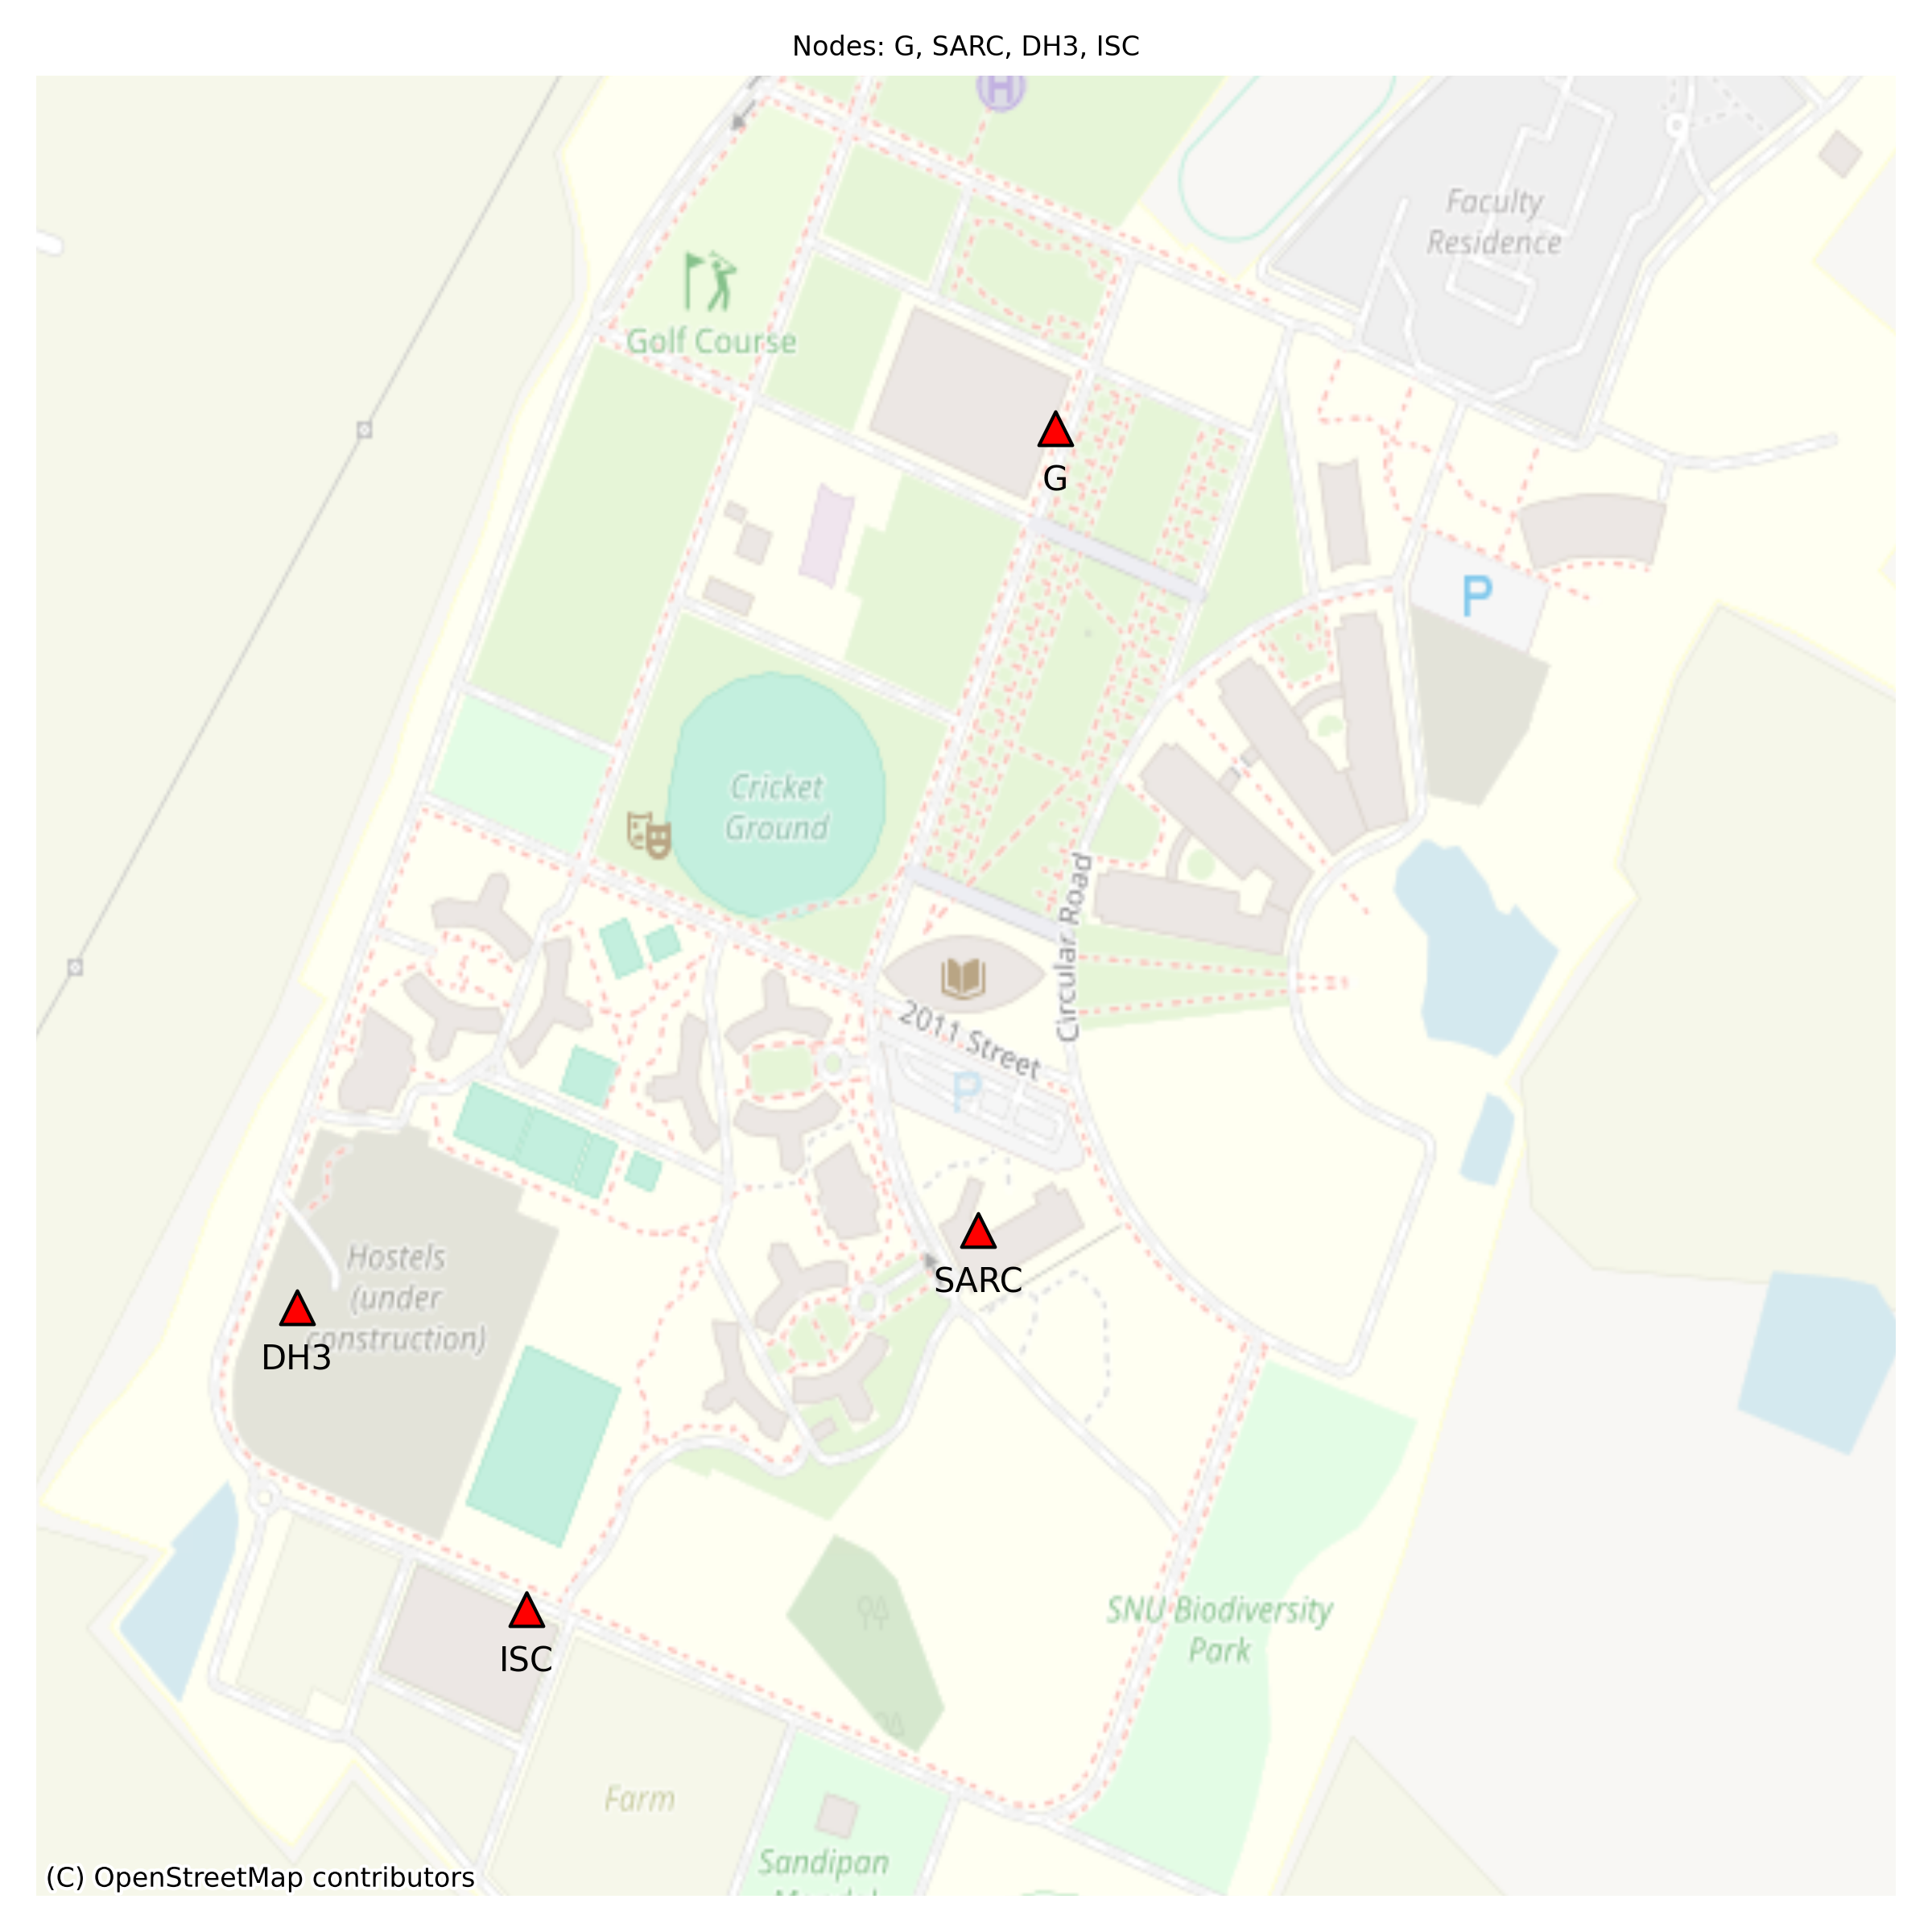 Nodes: G, SARC, DH3, ISC
H
Faculty
Residence
Golf Course
G
P
Cricket
Ground
Circular Road
2011 Street
P
SARC
Hostels
(under
construction)
DH3
SNU Biodiversity
Park
ISC
Farm
Sandipan
(C) OpenStreetMap contributors